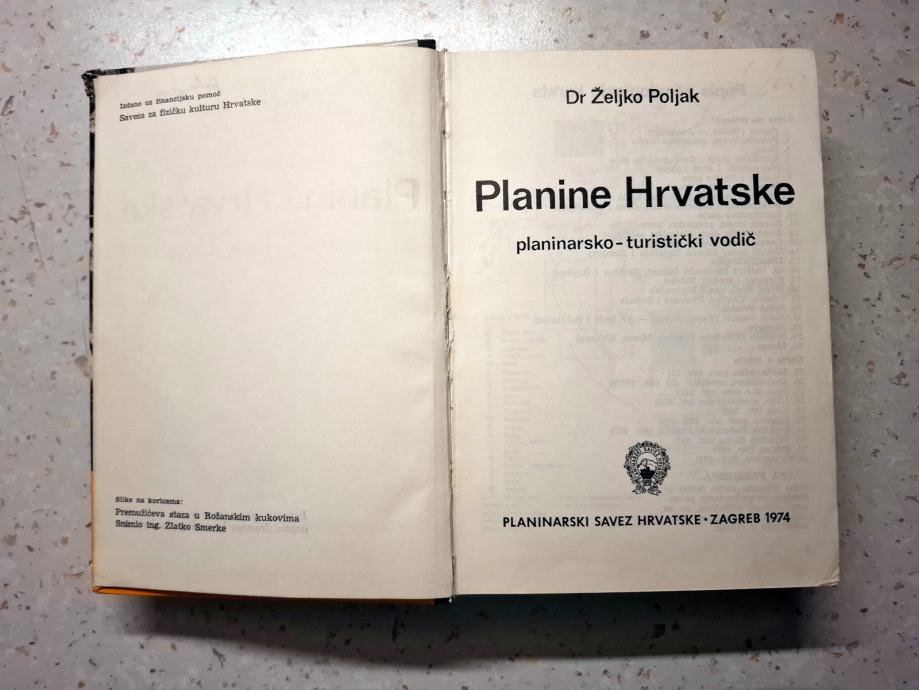 Izdano uz financijsku pomoć
Saveza za fizičku kulturu Hrvatske
Slike na koricama:
Premužićeva staza u Rožanskim kukovima
Snimio ing. Zlatko Smerke
Dr Željko Poljak
Planine Hrvatske
planinarsko-turistički vodič
PLANINARSKI SAVEZ HRVATSKE • ZAGREB 1974